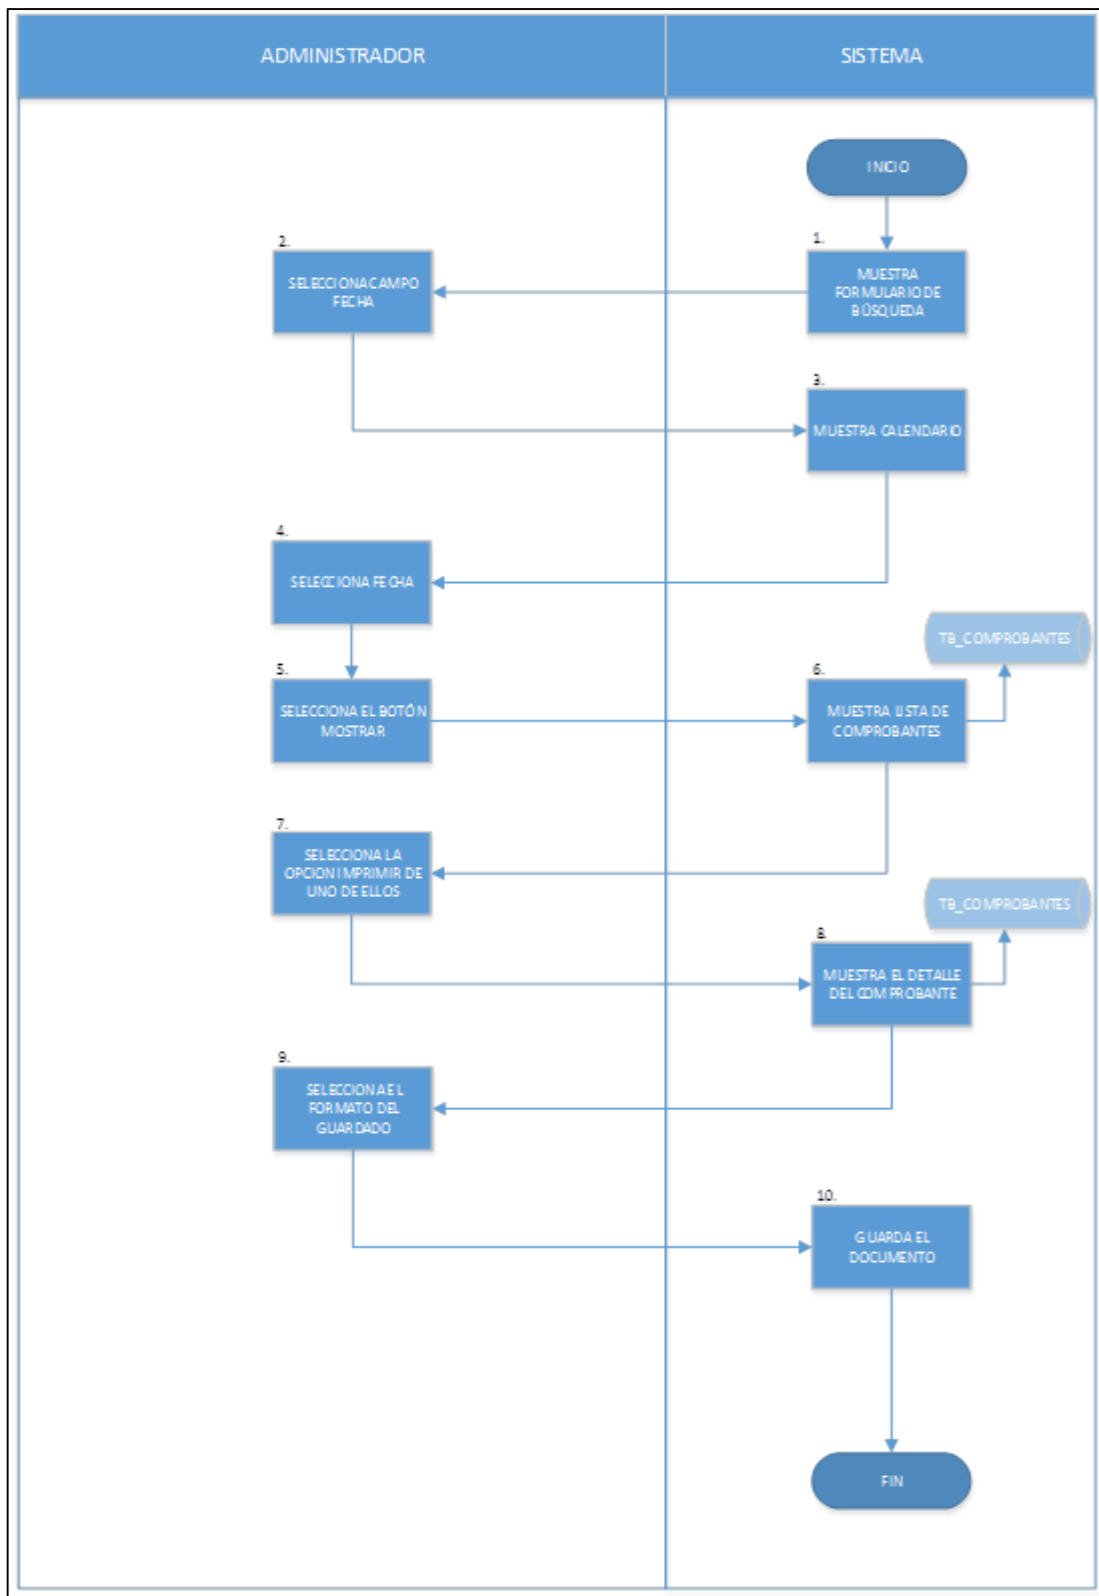 ADMINISTRADOR
SISTEMA
INICIO
1.
MUESTRA
FORMULARIO DE
BÚSQUEDA
2.
SELECCIONA CAMPO
FECHA
3.
MUESTRA CALENDARIO
4.
SELECCIONA FECHA
5.
SELECCIONA EL BOTÓN
MOSTRAR
6.
MUESTRA LISTA DE
COMPROBANTES
TB_COMPROBANTES
7.
SELECCIONA LA
OPCION IMPRIMIR DE
UNO DE ELLOS
8.
MUESTRA EL DETALLE
DEL COMPROBANTE
TB_COMPROBANTES
9.
SELECCIONA EL
FORMATO DEL
GUARDADO
10.
GUARDA EL
DOCUMENTO
FIN